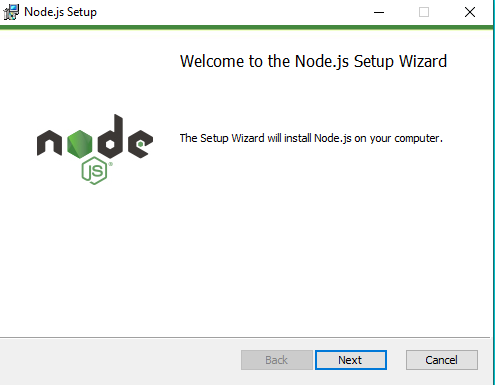 Node.js Setup
Welcome to the Node.js Setup Wizard
The Setup Wizard will install Node.js on your computer.
node
JS®
Back
Next
Cancel